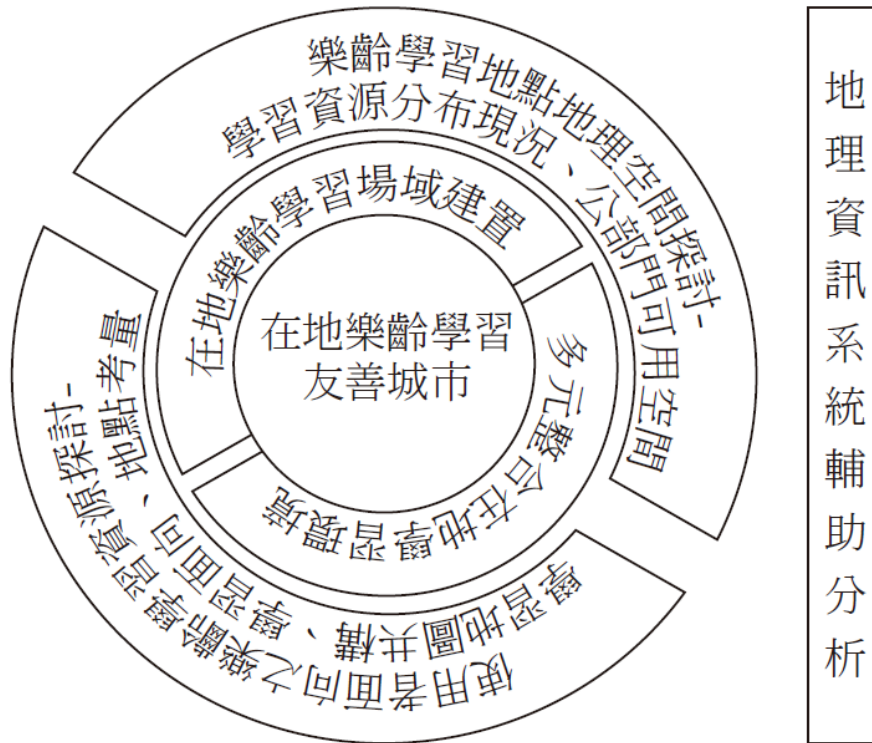 樂齡學習地點地理空間探討-
學習資源分布現況、公部門可用空間
在地樂齡學習場域建置
在地樂齡學習
友善城市
多元整合在地學習環境
使用者面向之樂齡學習資源探討-
學習地圖共構、學習面向、地點考量
地理資訊系統輔助分析